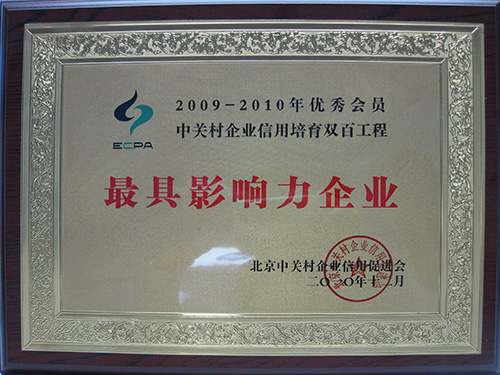 2009-2010年优秀会员
中关村企业信用培育双百工程
ECPA
最具影响力企业
北京中关村企业信用促进会
二〇一〇年十二月